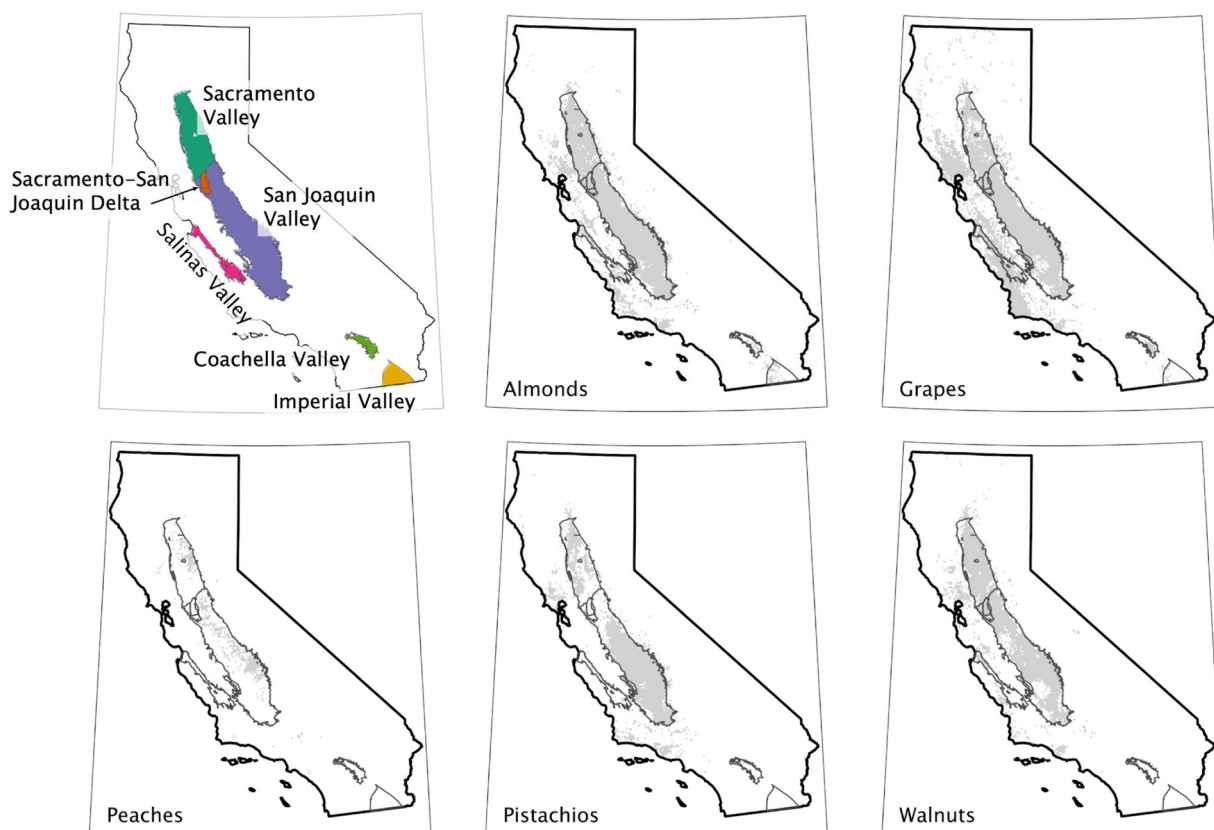 Sacramento
Valley
Sacramento–San
Joaquin Delta
San Joaquin
Valley
Salinas Valley
Coachella Valley
Imperial Valley
Almonds
Grapes
Peaches
Pistachios
Walnuts